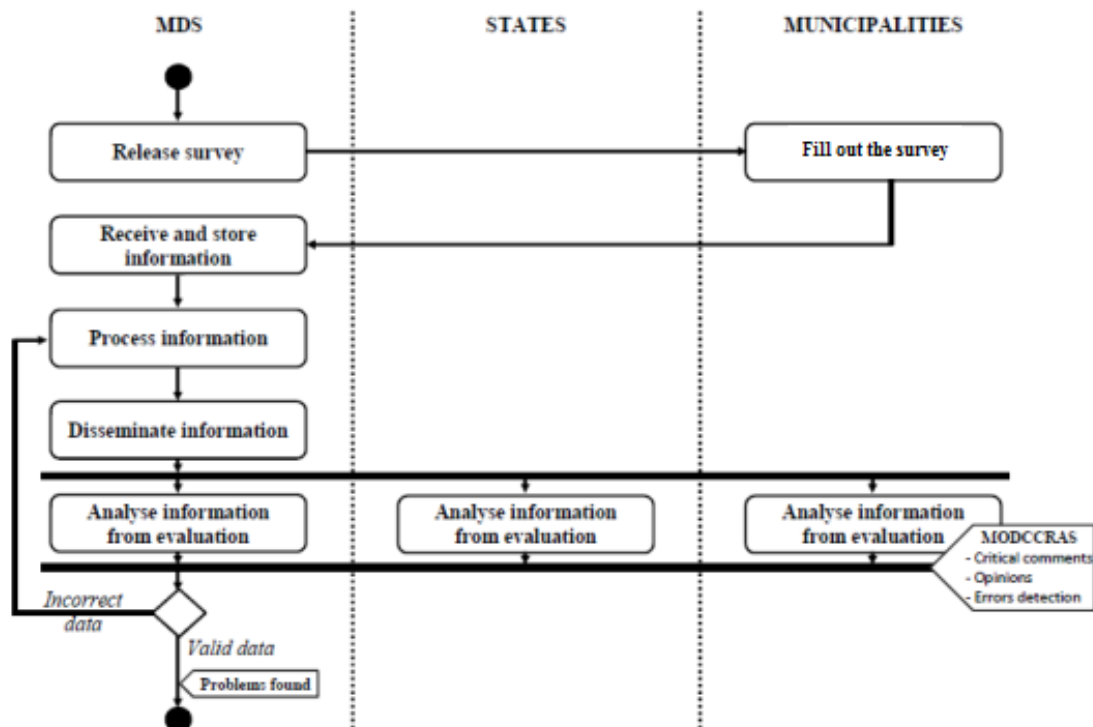 MDS
STATES
MUNICIPALITIES
Release survey
Fill out the survey
Receive and store
information
Process information
Disseminate information
Analyse information
from evaluation
Analyse information
from evaluation
Analyse information
from evaluation
MODCCRAS
- Critical comments
- Opinions
- Errors detection
Incorrect
data
Valid data
Problems found